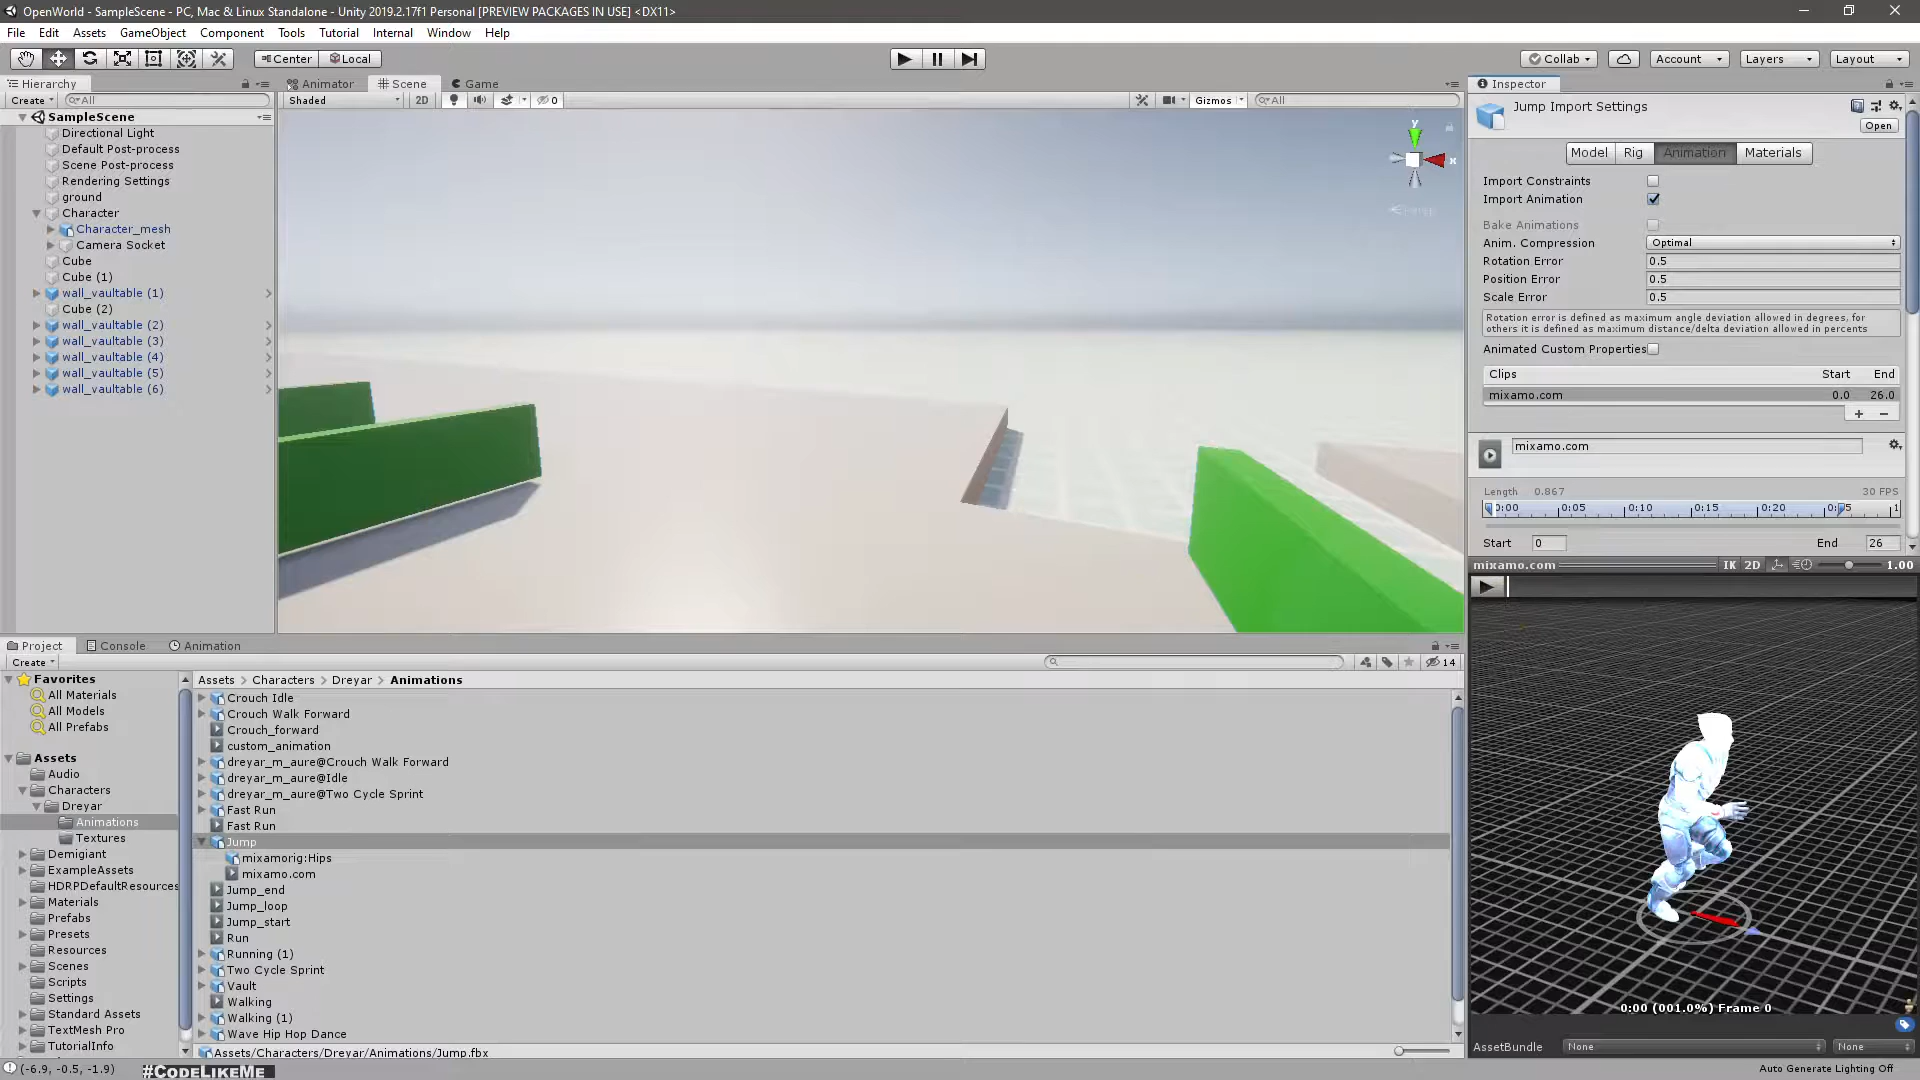 OpenWorld - SampleScene - PC, Mac & Linux Standalone - Unity 2019.2.17f1 Personal [PREVIEW PACKAGES IN USE] <DX11>
File Edit Assets GameObject Component Tools Tutorial Internal Window Help
Center Local Collab Account Layers Layout
Hierarchy Animator Scene Game Inspector
Create All Shaded 2D 0 Gizmos All
SampleScene
Directional Light
Default Post-process
Scene Post-process
Rendering Settings
ground
Character
Character_mesh
Camera Socket
Cube
Cube (1)
wall_vaultable (1)
Cube (2)
wall_vaultable (2)
wall_vaultable (3)
wall_vaultable (4)
wall_vaultable (5)
wall_vaultable (6)
y
x
Persp
Jump Import Settings
Open
Model Rig Animation Materials
Import Constraints
Import Animation
Bake Animations
Anim. Compression Optimal
Rotation Error 0.5
Position Error 0.5
Scale Error 0.5
Rotation error is defined as maximum angle deviation allowed in degrees, for
others it is defined as maximum distance/delta deviation allowed in percents
Animated Custom Properties
Clips Start End
mixamo.com 0.0 26.0
+ −
mixamo.com
Length 0.867 30 FPS
0:00 0:05 0:10 0:15 0:20 1
Start 0 End 26
mixamo.com IK 2D 1.00
0:00 (001.0%) Frame 0
AssetBundle None None
Project Console Animation
Create 14
Favorites
All Materials
All Models
All Prefabs
Assets
Audio
Characters
Dreyar
Animations
Textures
Demigiant
ExampleAssets
HDRPDefaultResources
Materials
Prefabs
Presets
Resources
Scenes
Scripts
Settings
Standard Assets
TextMesh Pro
TutorialInfo
Assets Characters Dreyar Animations
Crouch Idle
Crouch Walk Forward
Crouch_forward
custom_animation
dreyar_m_aure@Crouch Walk Forward
dreyar_m_aure@Idle
dreyar_m_aure@Two Cycle Sprint
Fast Run
Fast Run
Jump
mixamorig:Hips
mixamo.com
Jump_end
Jump_loop
Jump_start
Run
Running (1)
Two Cycle Sprint
Vault
Walking
Walking (1)
Wave Hip Hop Dance
Assets/Characters/Dreyar/Animations/Jump.fbx
(-6.9, -0.5, -1.9) #CodeLikeMe Auto Generate Lighting Off